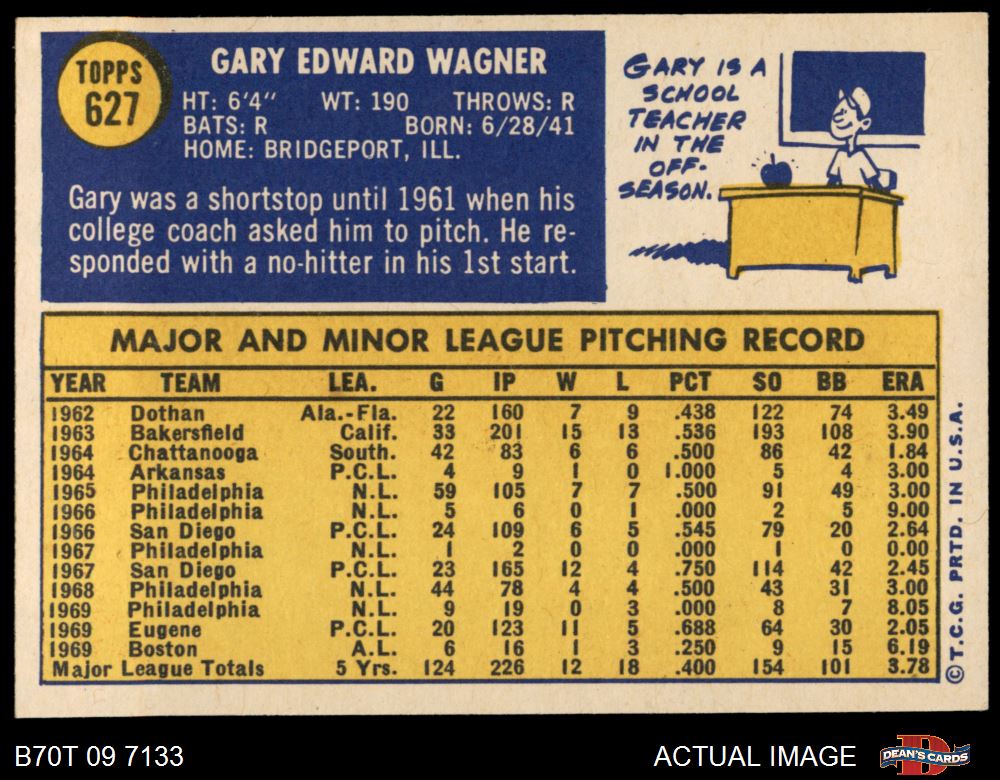 TOPPS
627
GARY EDWARD WAGNER
HT: 6'4" WT: 190 THROWS: R
BATS: R BORN: 6/28/41
HOME: BRIDGEPORT, ILL.
Gary was a shortstop until 1961 when his
college coach asked him to pitch. He re-
sponded with a no-hitter in his 1st start.
GARY IS A
SCHOOL
TEACHER
IN THE
OFF-
SEASON.
MAJOR AND MINOR LEAGUE PITCHING RECORD
YEAR TEAM LEA. G IP W L PCT SO BB ERA
1962 Dothan Ala.-Fla. 22 160 7 9 .438 122 74 3.49
1963 Bakersfield Calif. 33 201 15 13 .536 193 108 3.90
1964 Chattanooga South. 42 83 6 6 .500 86 42 1.84
1964 Arkansas P.C.L. 4 9 1 0 1.000 5 4 3.00
1965 Philadelphia N.L. 59 105 7 7 .500 91 49 3.00
1966 Philadelphia N.L. 5 6 0 1 .000 2 5 9.00
1966 San Diego P.C.L. 24 109 6 5 .545 79 20 2.64
1967 Philadelphia N.L. 1 2 0 0 .000 1 0 0.00
1967 San Diego P.C.L. 23 165 12 4 .750 114 42 2.45
1968 Philadelphia N.L. 44 78 4 4 .500 43 31 3.00
1969 Philadelphia N.L. 9 19 0 3 .000 8 7 8.05
1969 Eugene P.C.L. 20 123 11 5 .688 64 30 2.05
1969 Boston A.L. 6 16 1 3 .250 9 15 6.19
Major League Totals 5 Yrs. 124 226 12 18 .400 154 101 3.78
© T.C.G. PRTD. IN U.S.A.
B70T 09 7133
ACTUAL IMAGE
D
DEAN'S CARDS